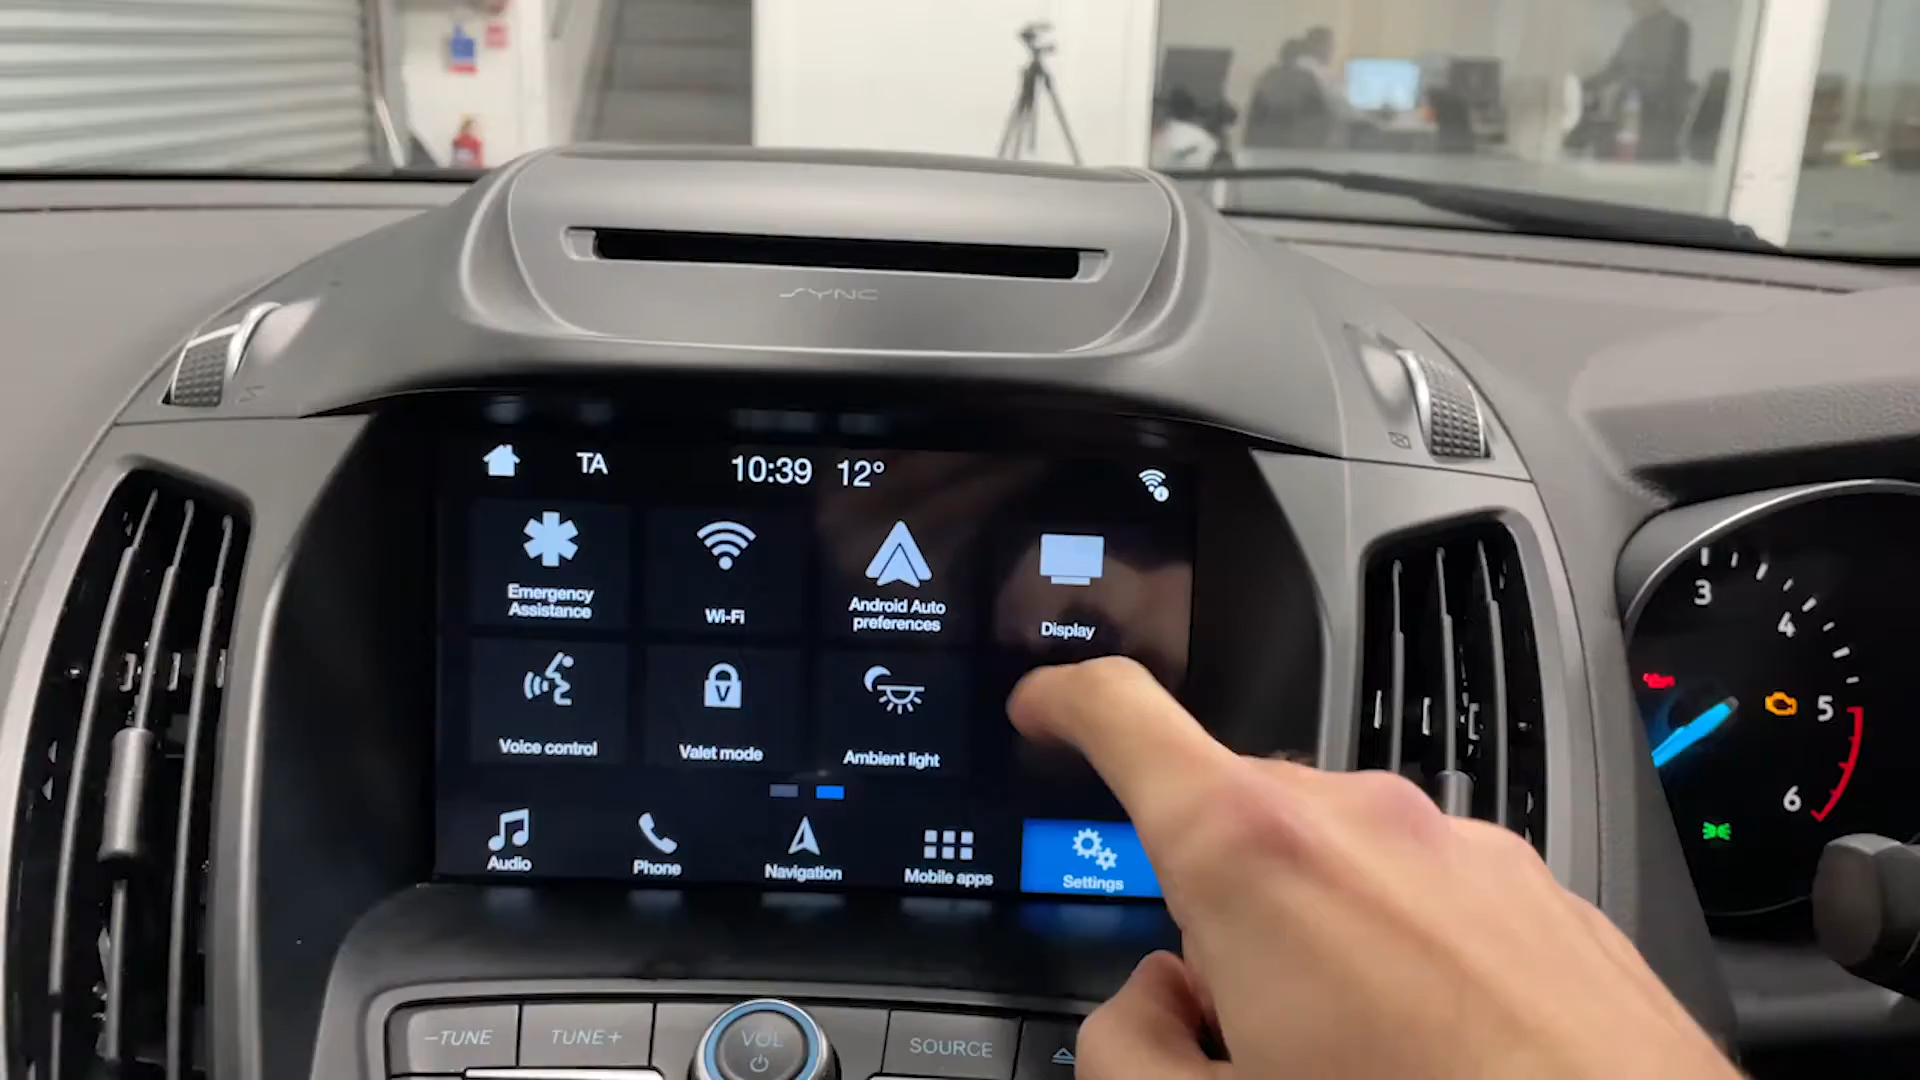 SYNC
TA 10:39 12°
Emergency
Assistance
Wi-Fi
Android Auto
preferences
Display
Voice control
V
Valet mode
Ambient light
Audio
Phone
Navigation
Mobile apps
Settings
3
4
5
6
–TUNE
TUNE+
VOL
SOURCE